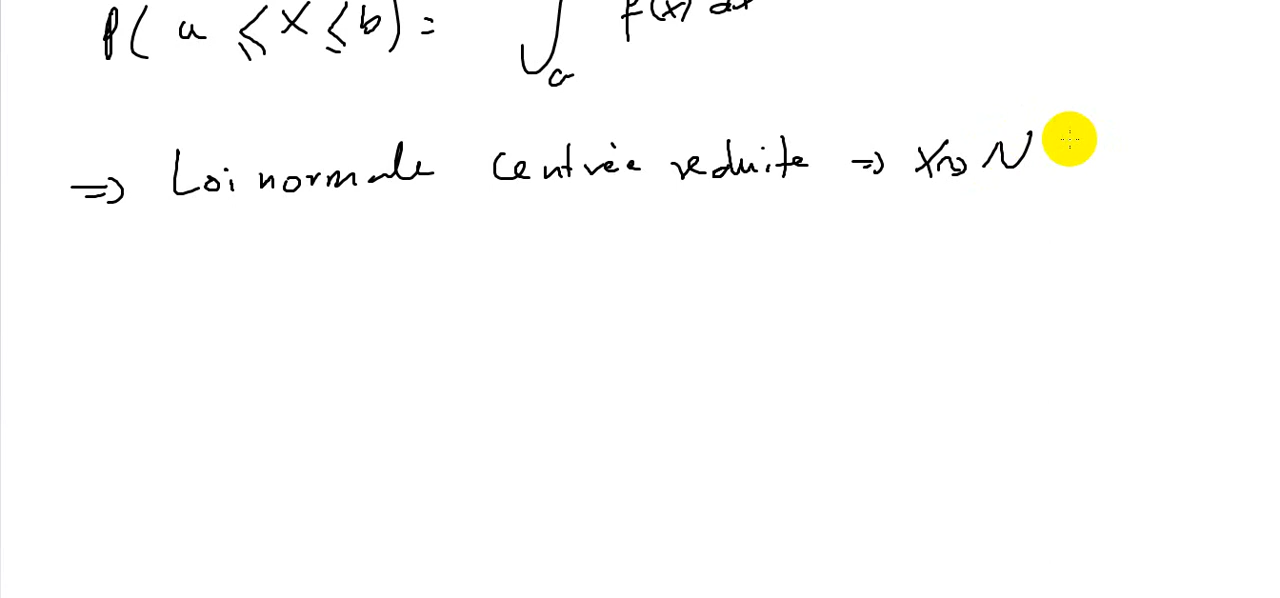 P( a ≤ X ≤ b) = ∫a f(x) dx
=> Loi normale centrée reduite => X ~> N